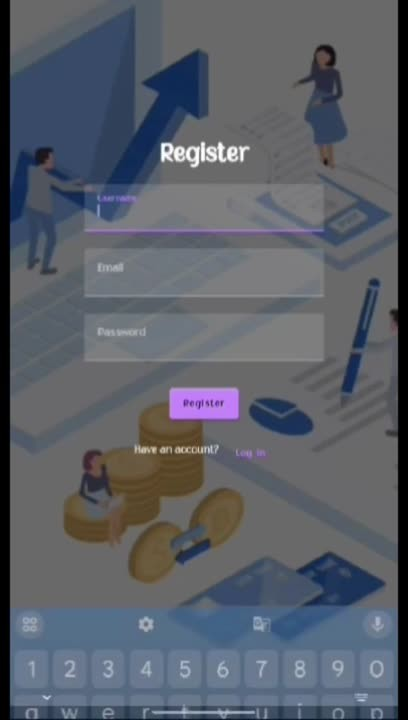 Register
Username
Email
Password
Register
Have an account? Log in
1 2 3 4 5 6 7 8 9 0
q w e r t y u i o p